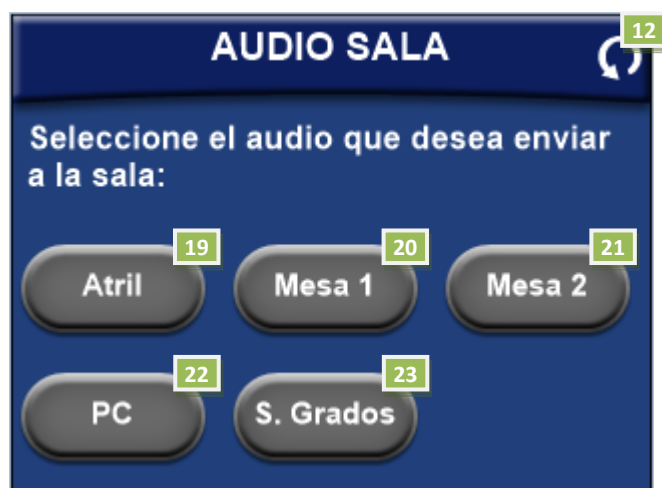 AUDIO SALA
12
Seleccione el audio que desea enviar
a la sala:
19
20
21
Atril
Mesa 1
Mesa 2
22
23
PC
S. Grados